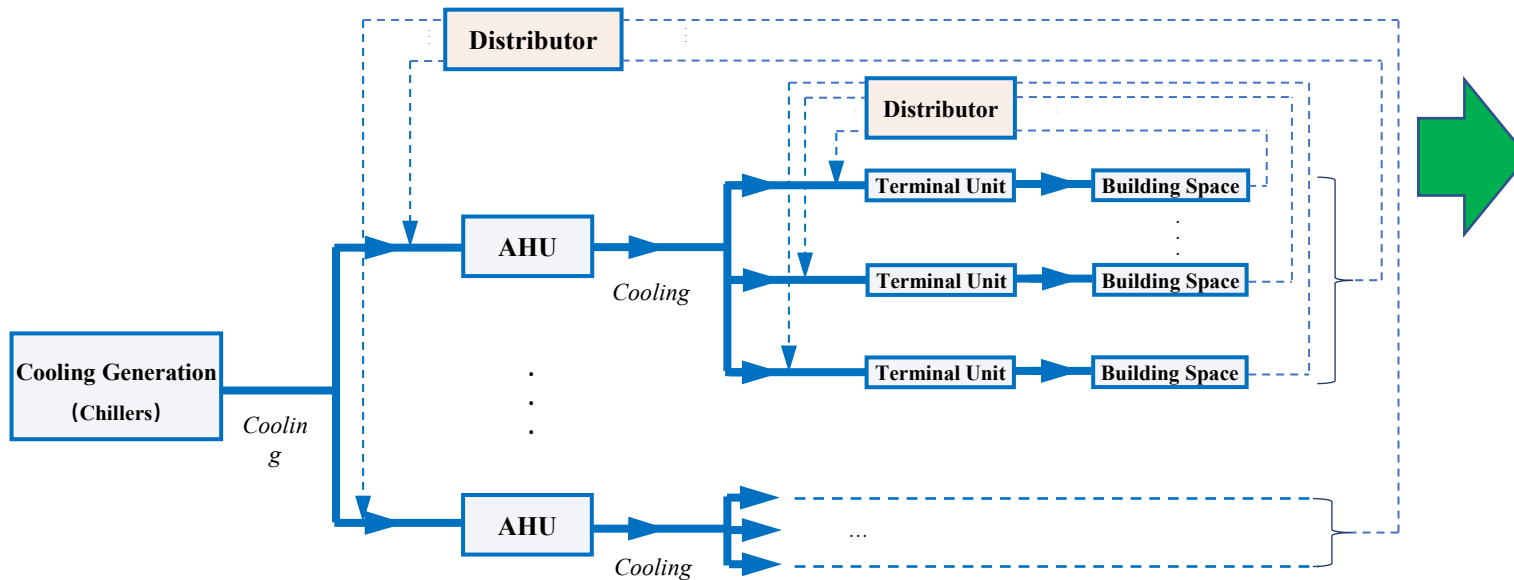 Distributor
Distributor
Terminal Unit
Building Space
AHU
Cooling
Terminal Unit
Building Space
Cooling Generation
(Chillers)
Coolin
g
Terminal Unit
Building Space
AHU
...
Cooling